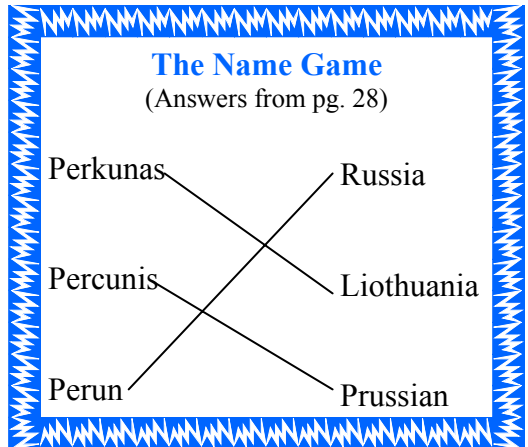 The Name Game
(Answers from pg. 28)
Perkunas
Russia
Percunis
Liothuania
Perun
Prussian